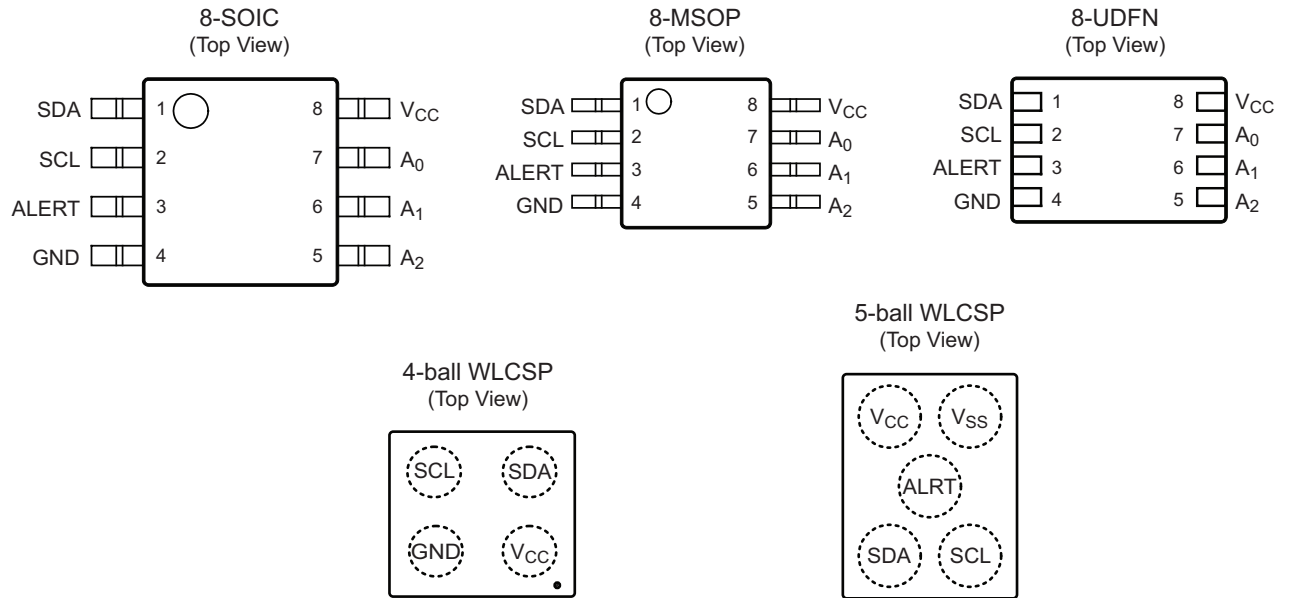 8-SOIC
(Top View)
SDA 1 8 VCC
SCL 2 7 A0
ALERT 3 6 A1
GND 4 5 A2
8-MSOP
(Top View)
SDA 1 8 VCC
SCL 2 7 A0
ALERT 3 6 A1
GND 4 5 A2
8-UDFN
(Top View)
SDA 1 8 VCC
SCL 2 7 A0
ALERT 3 6 A1
GND 4 5 A2
4-ball WLCSP
(Top View)
SCL SDA
GND VCC
5-ball WLCSP
(Top View)
VCC VSS
ALRT
SDA SCL